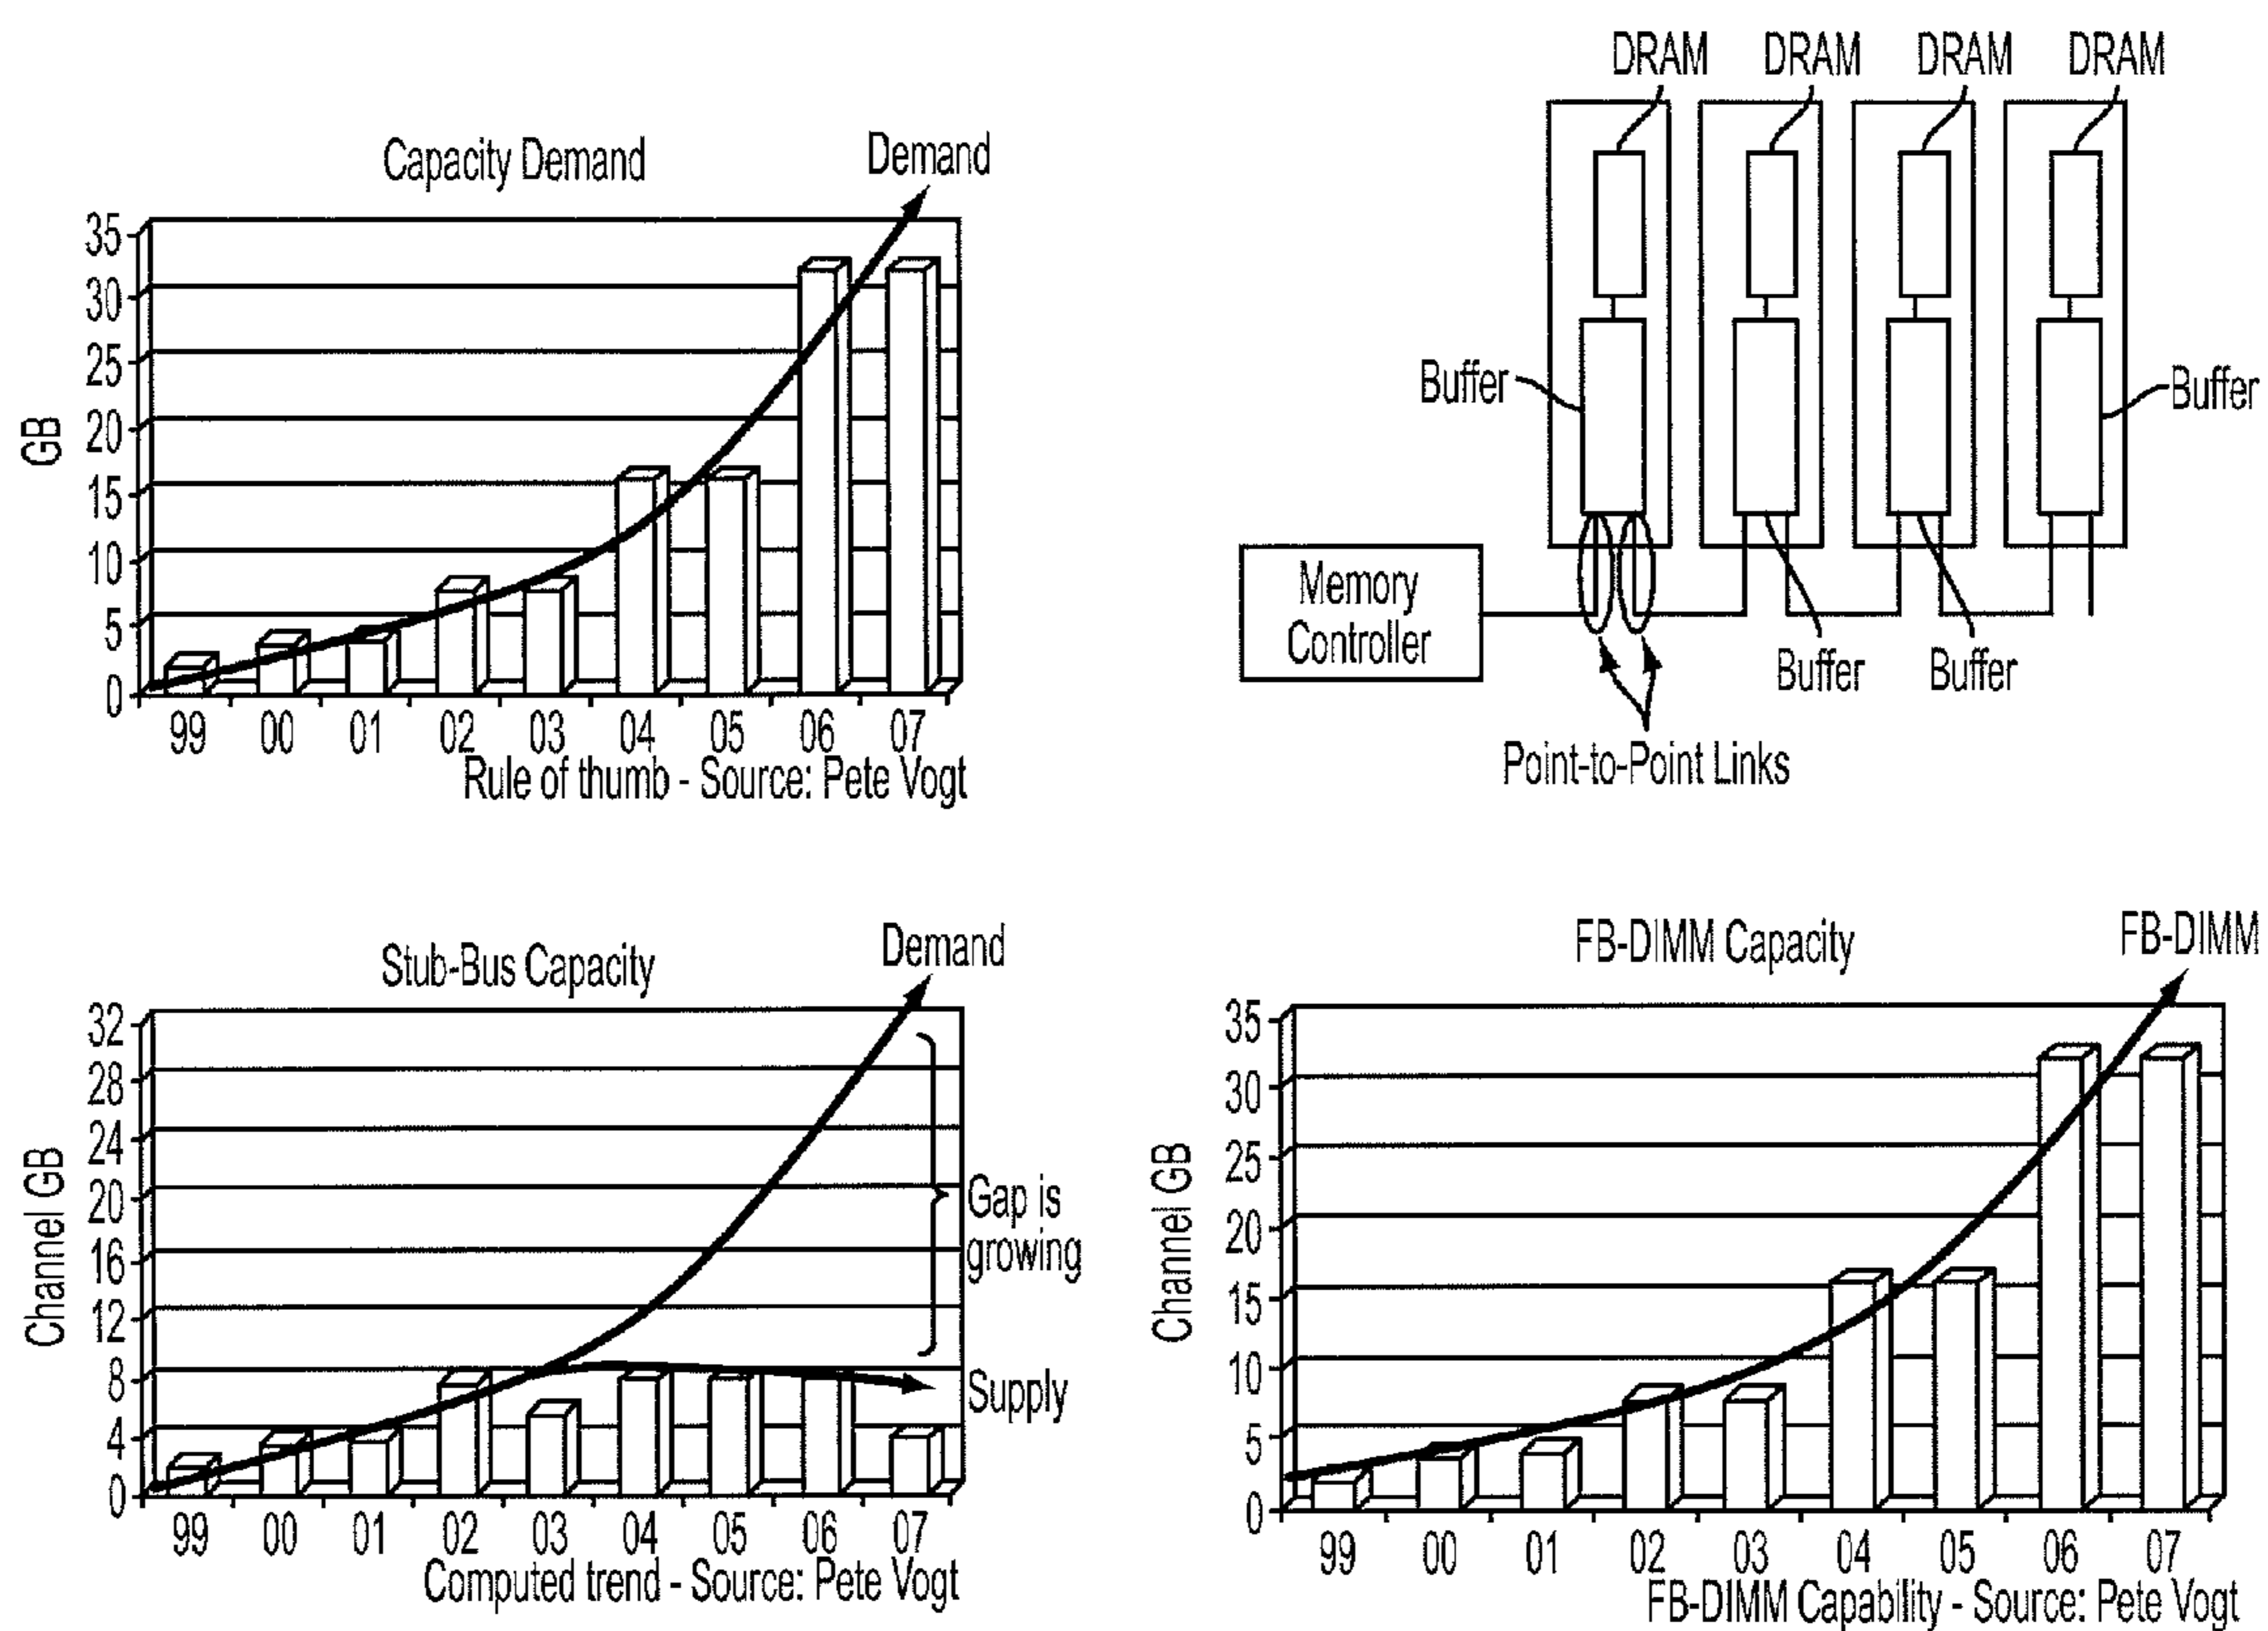 Capacity Demand
Demand
GB
35
30
25
20
15
10
5
0
99 00 01 02 03 04 05 06 07
Rule of thumb - Source: Pete Vogt
DRAM DRAM DRAM DRAM
Buffer
Buffer
Memory
Controller
Buffer Buffer
Point-to-Point Links
Stub-Bus Capacity
Demand
Channel GB
32
28
24
20
16
12
8
4
0
Gap is
growing
Supply
99 00 01 02 03 04 05 06 07
Computed trend - Source: Pete Vogt
FB-DIMM Capacity
FB-DIMM
Channel GB
35
30
25
20
15
10
5
0
99 00 01 02 03 04 05 06 07
FB-DIMM Capability - Source: Pete Vogt